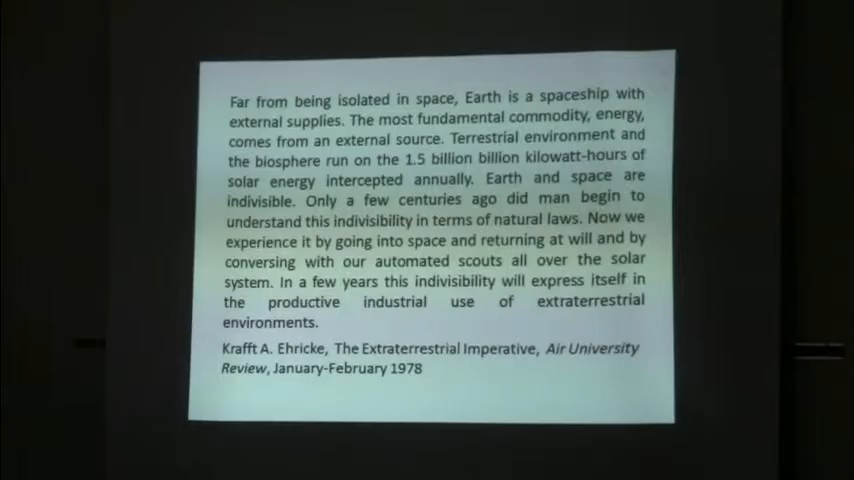 Far from being isolated in space, Earth is a spaceship with
external supplies. The most fundamental commodity, energy,
comes from an external source. Terrestrial environment and
the biosphere run on the 1.5 billion billion kilowatt-hours of
solar energy intercepted annually. Earth and space are
indivisible. Only a few centuries ago did man begin to
understand this indivisibility in terms of natural laws. Now we
experience it by going into space and returning at will and by
conversing with our automated scouts all over the solar
system. In a few years this indivisibility will express itself in
the productive industrial use of extraterrestrial
environments.
Krafft A. Ehricke, The Extraterrestrial Imperative, Air University
Review, January-February 1978